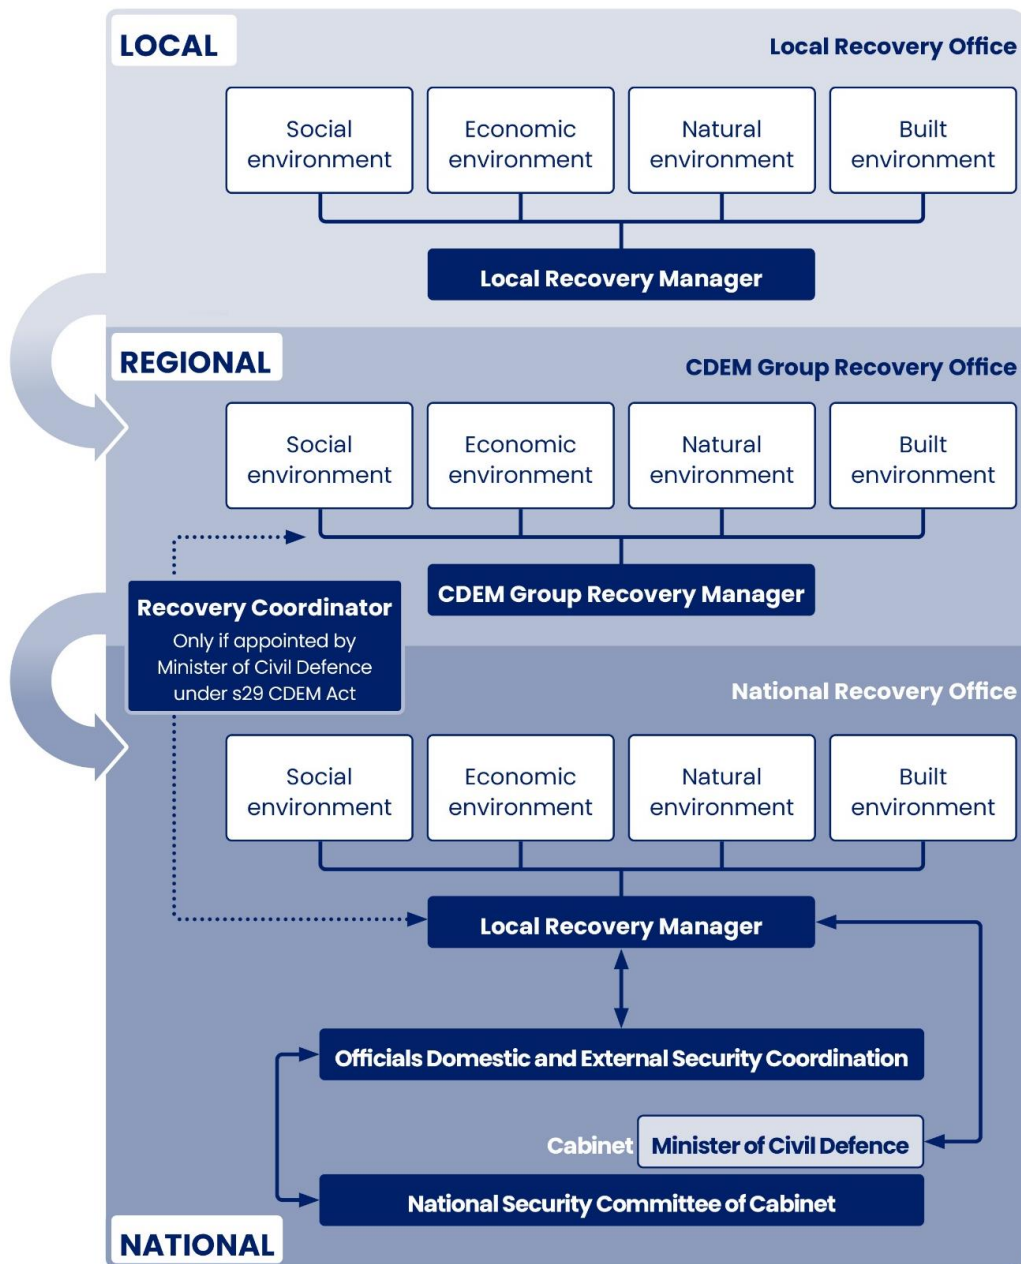 LOCAL
Local Recovery Office
Social
environment
Economic
environment
Natural
environment
Built
environment
Local Recovery Manager
REGIONAL
CDEM Group Recovery Office
Social
environment
Economic
environment
Natural
environment
Built
environment
CDEM Group Recovery Manager
Recovery Coordinator
Only if appointed by
Minister of Civil Defence
under s29 CDEM Act
National Recovery Office
Social
environment
Economic
environment
Natural
environment
Built
environment
Local Recovery Manager
Officials Domestic and External Security Coordination
Cabinet Minister of Civil Defence
National Security Committee of Cabinet
NATIONAL